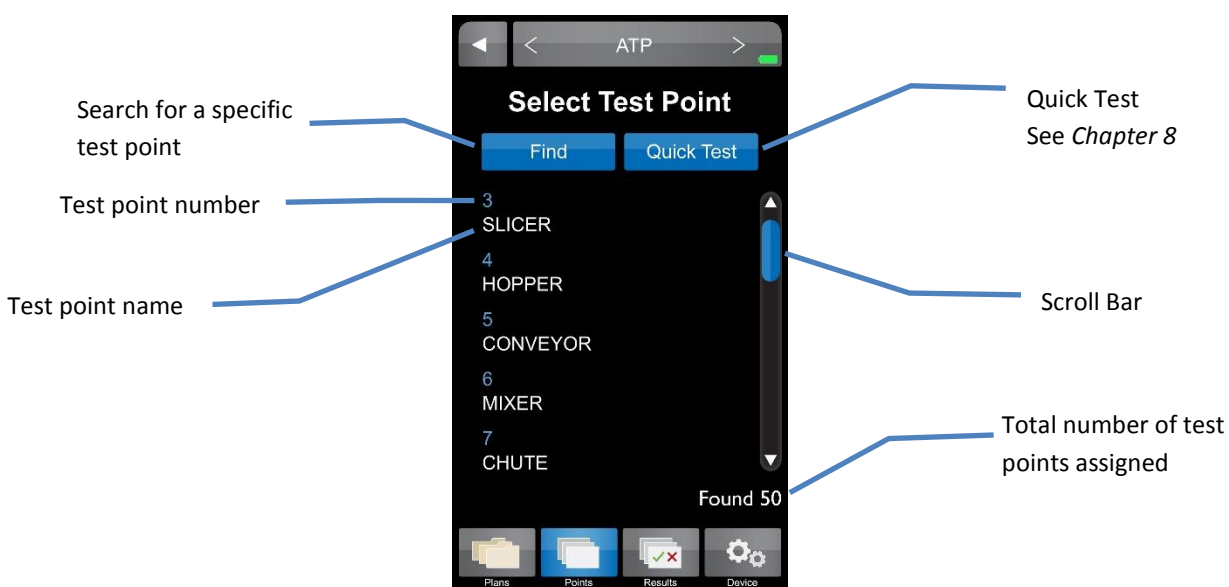 < ATP >
Select Test Point
Find Quick Test
3
SLICER
4
HOPPER
5
CONVEYOR
6
MIXER
7
CHUTE
Found 50
Plans Points Results Device
Search for a specific
test point
Test point number
Test point name
Quick Test
See Chapter 8
Scroll Bar
Total number of test
points assigned